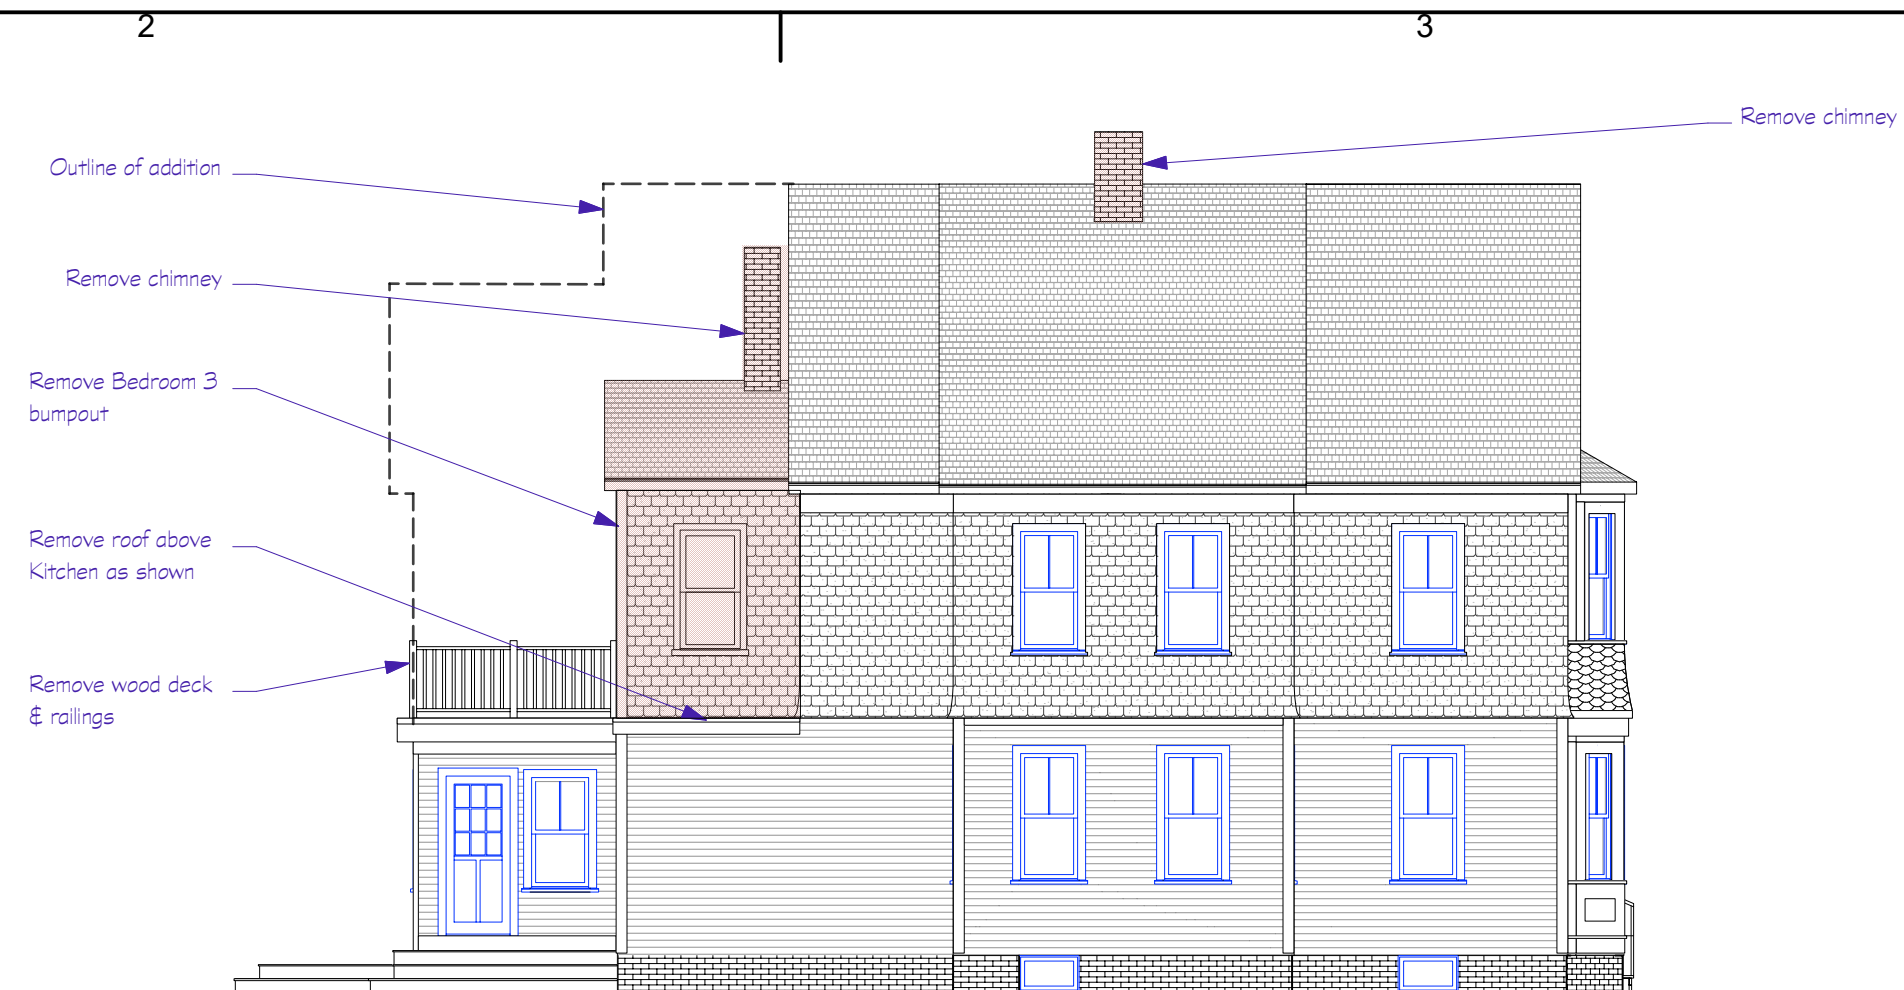 2
3
Remove chimney
Outline of addition
Remove chimney
Remove Bedroom 3
bumpout
Remove roof above
Kitchen as shown
Remove wood deck
& railings